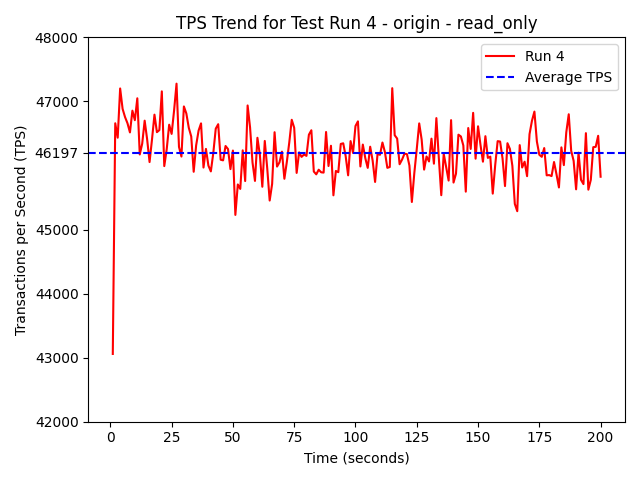 TPS Trend for Test Run 4 - origin - read_only
Run 4
Average TPS
Transactions per Second (TPS)
48000
47000
46197
45000
44000
43000
42000
0 25 50 75 100 125 150 175 200
Time (seconds)